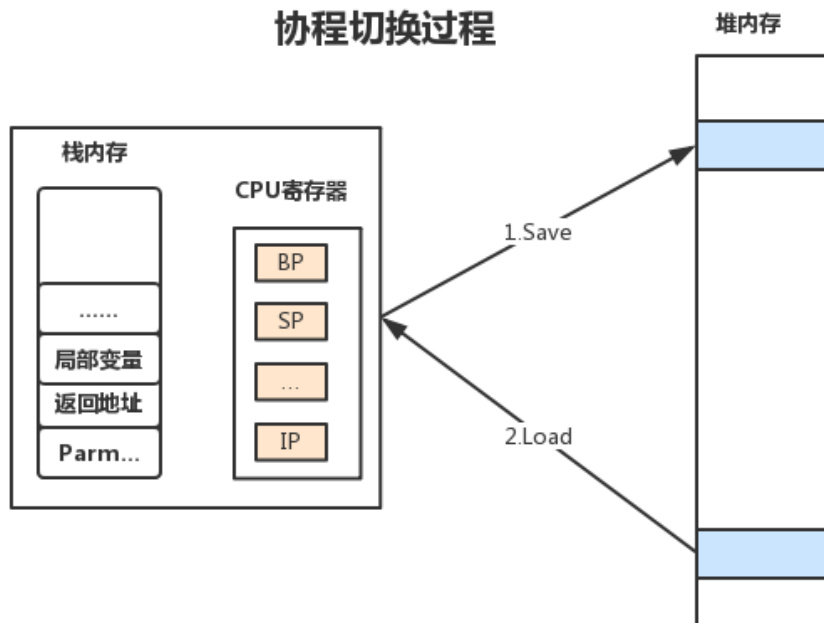 协程切换过程
堆内存
栈内存
CPU寄存器
BP
SP
...
IP
......
局部变量
返回地址
Parm...
1.Save
2.Load